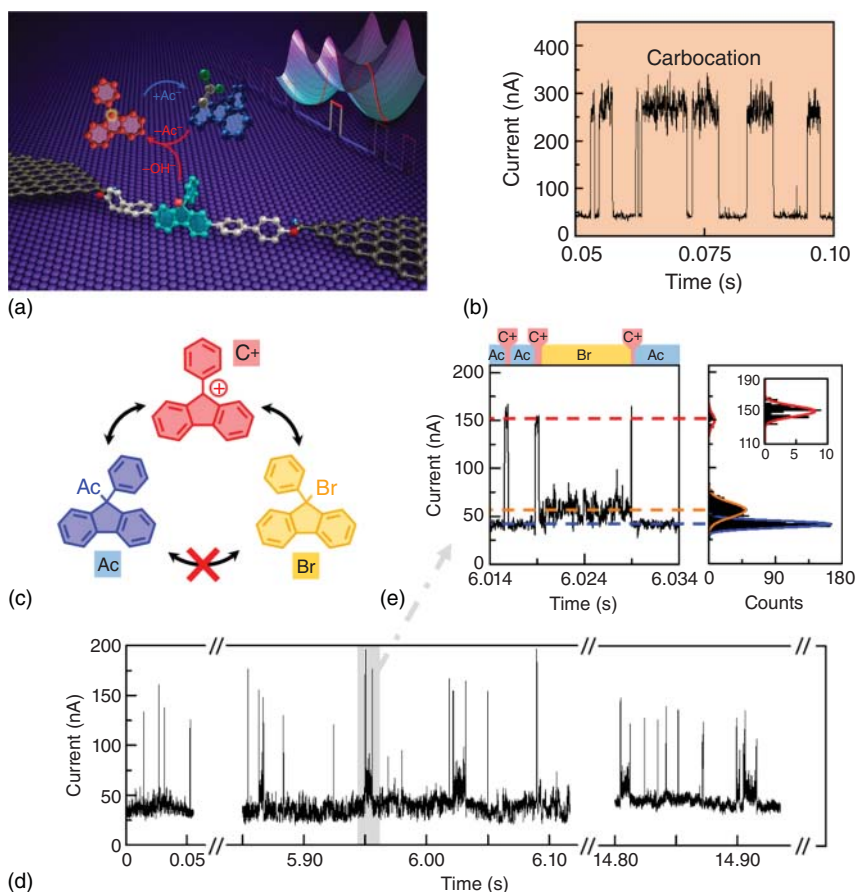 +Ac⁻
−Ac⁻
−OH⁻
(a)
450
400
300
200
100
0
Current (nA)
Carbocation
0.05
0.075
0.10
Time (s)
(b)
C+
Ac
Br
Ac
Br
(c)
C+ C+ C+
Ac Ac Br Ac
200
150
100
50
0
Current (nA)
6.014 6.024 6.034
Time (s)
190
150
110
0 5 10
0 90 180
Counts
(e)
200
150
100
50
0
Current (nA)
0 0.05 5.90 6.00 6.10 14.80 14.90
Time (s)
(d)